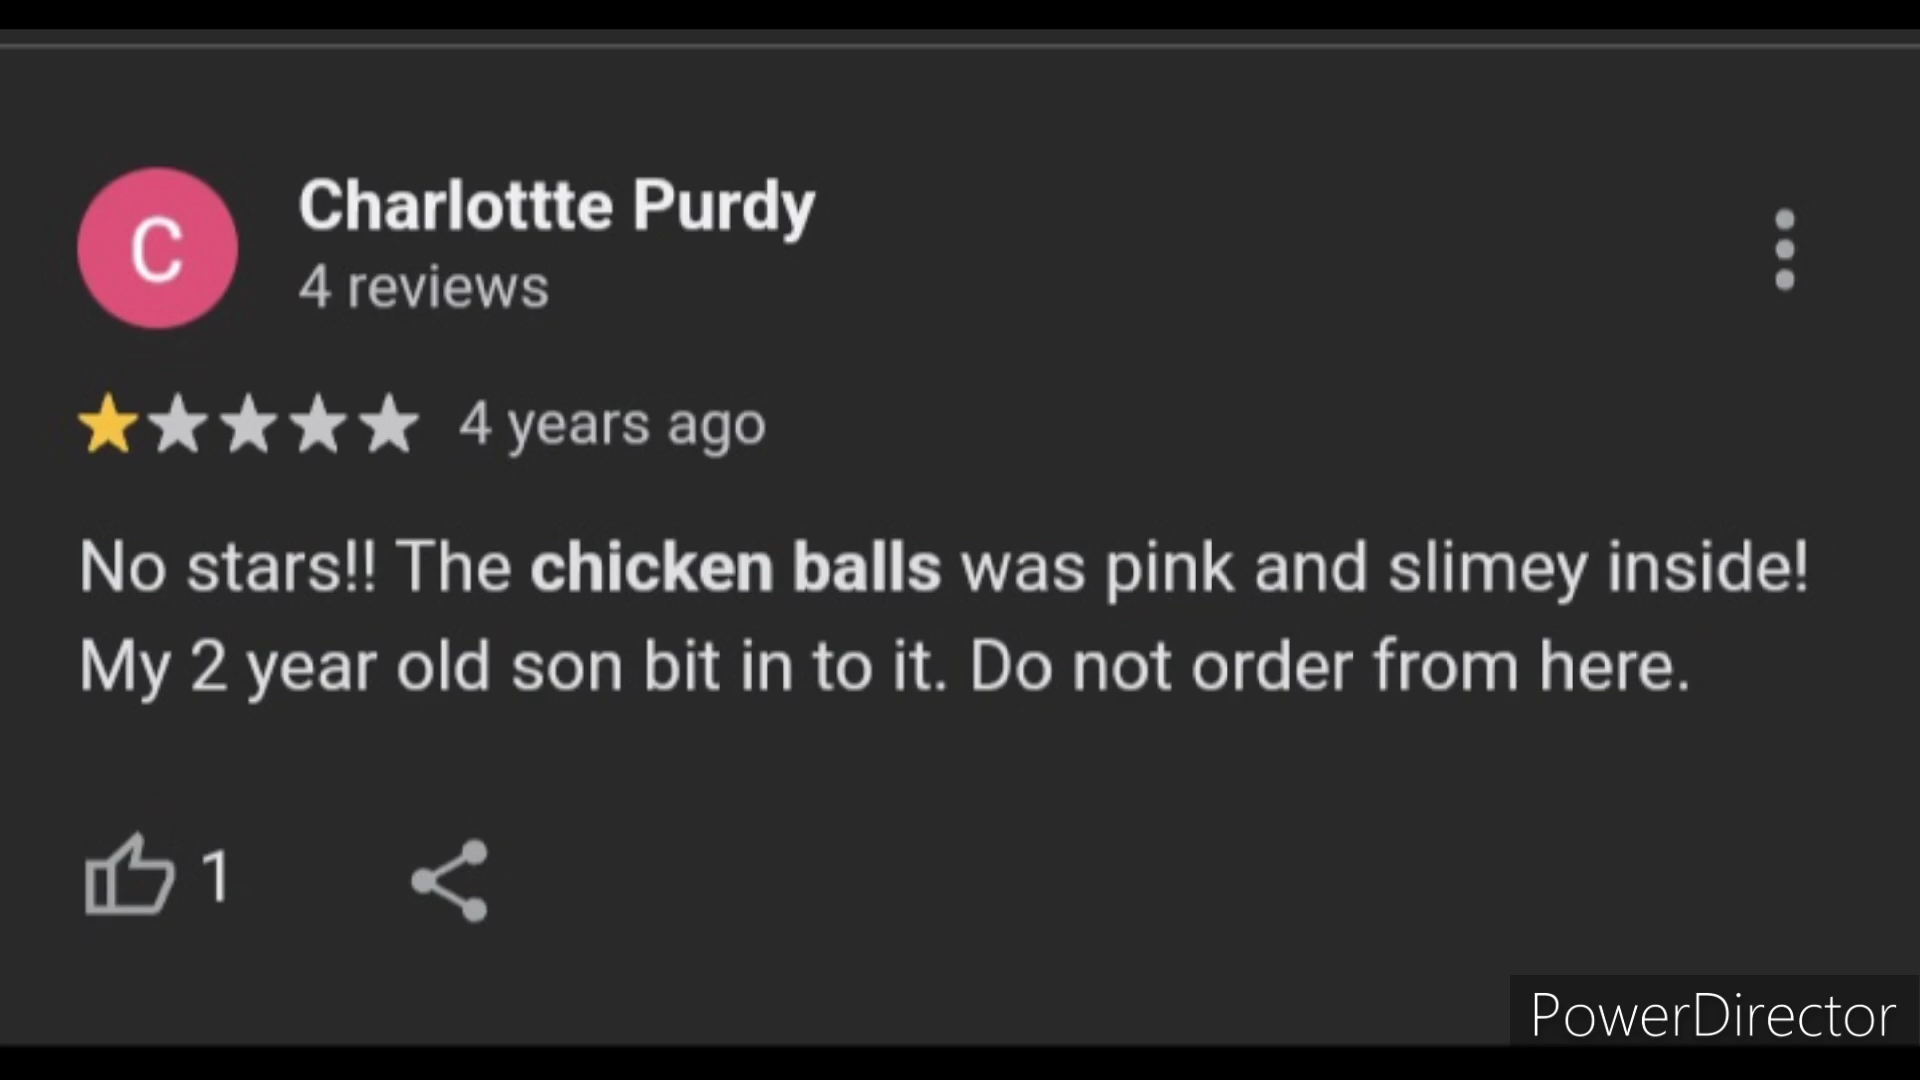 C
Charlottte Purdy
4 reviews
4 years ago
No stars!! The chicken balls was pink and slimey inside!
My 2 year old son bit in to it. Do not order from here.
1
PowerDirector